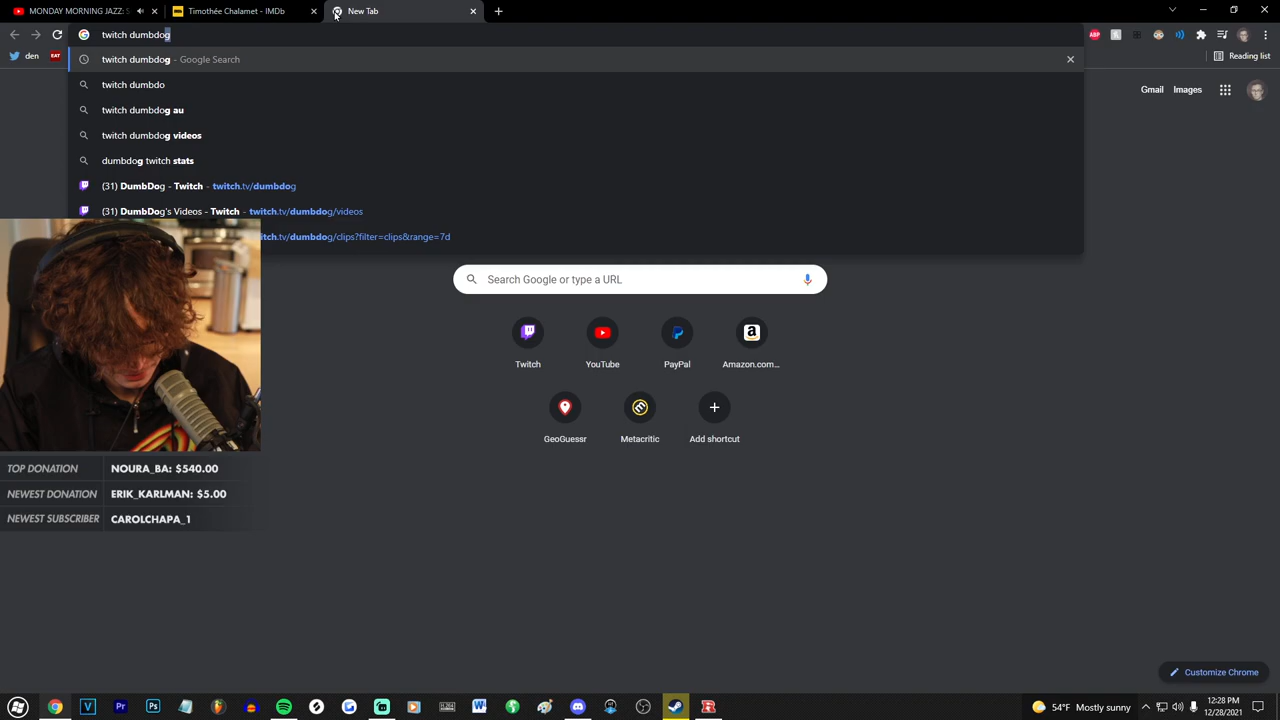 MONDAY MORNING JAZZ: S
Timothée Chalamet - IMDb
New Tab
twitch dumbdog
den
EAT
ABP
Reading list
twitch dumbdog - Google Search
twitch dumbdo
twitch dumbdog au
twitch dumbdog videos
dumbdog twitch stats
(31) DumbDog - Twitch - twitch.tv/dumbdog
(31) DumbDog's Videos - Twitch - twitch.tv/dumbdog/videos
itch.tv/dumbdog/clips?filter=clips&range=7d
Gmail Images
Search Google or type a URL
Twitch YouTube PayPal Amazon.com...
GeoGuessr Metacritic Add shortcut
TOP DONATION NOURA_BA: $540.00
NEWEST DONATION ERIK_KARLMAN: $5.00
NEWEST SUBSCRIBER CAROLCHAPA_1
Customize Chrome
54°F Mostly sunny
12:28 PM
12/28/2021